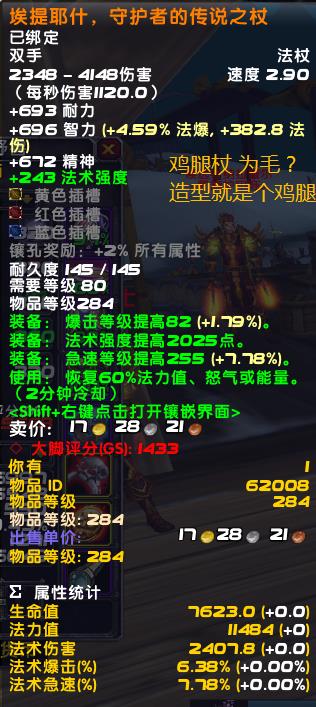 埃提耶什，守护者的传说之杖
已绑定
双手 法杖
2348 - 4148伤害 速度 2.90
（每秒伤害1120.0）
+693 耐力
+696 智力 (+4.59% 法爆, +382.8 法伤)
+672 精神
+243 法术强度
鸡腿杖 为毛？
造型就是个鸡腿
黄色插槽
红色插槽
蓝色插槽
镶孔奖励：+2% 所有属性
耐久度 145 / 145
需要等级 80
物品等级284
装备： 爆击等级提高82 (+1.79%)。
装备： 法术强度提高2025点。
装备： 急速等级提高255 (+7.78%)。
使用： 恢复60%法力值、怒气或能量。
（2分钟冷却）
<Shift+右键点击打开镶嵌界面>
卖价： 17 28 21
大脚评分(GS): 1433
你有 1
物品 ID 62008
物品等级 284
物品等级: 284
出售单价: 17 28 21
物品等级: 284
Σ 属性统计
生命值 7623.0 (+0.0)
法力值 11484 (+0)
法术伤害 2407.8 (+0.0)
法术爆击(%) 6.38% (+0.00%)
法术急速(%) 7.78% (+0.00%)